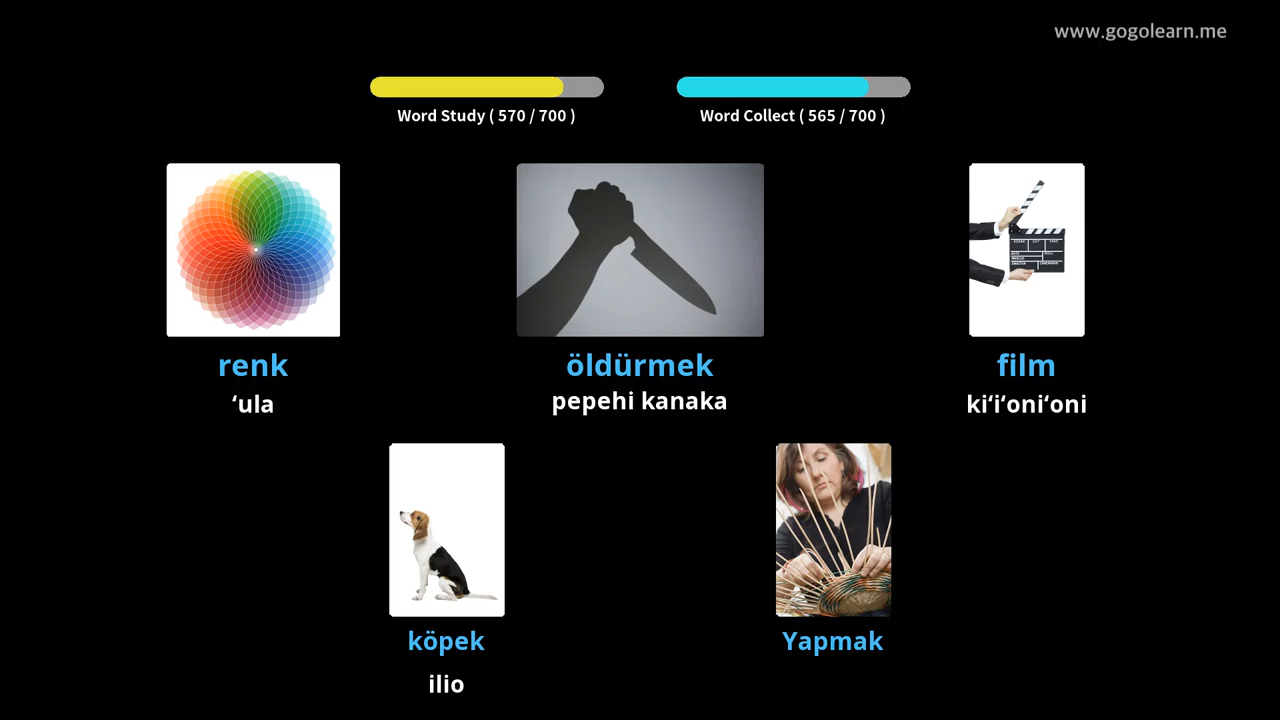 www.gogolearn.me
Word Study ( 570 / 700 )
Word Collect ( 565 / 700 )
renk
öldürmek
film
ʻula
pepehi kanaka
kiʻiʻoniʻoni
köpek
Yapmak
ilio